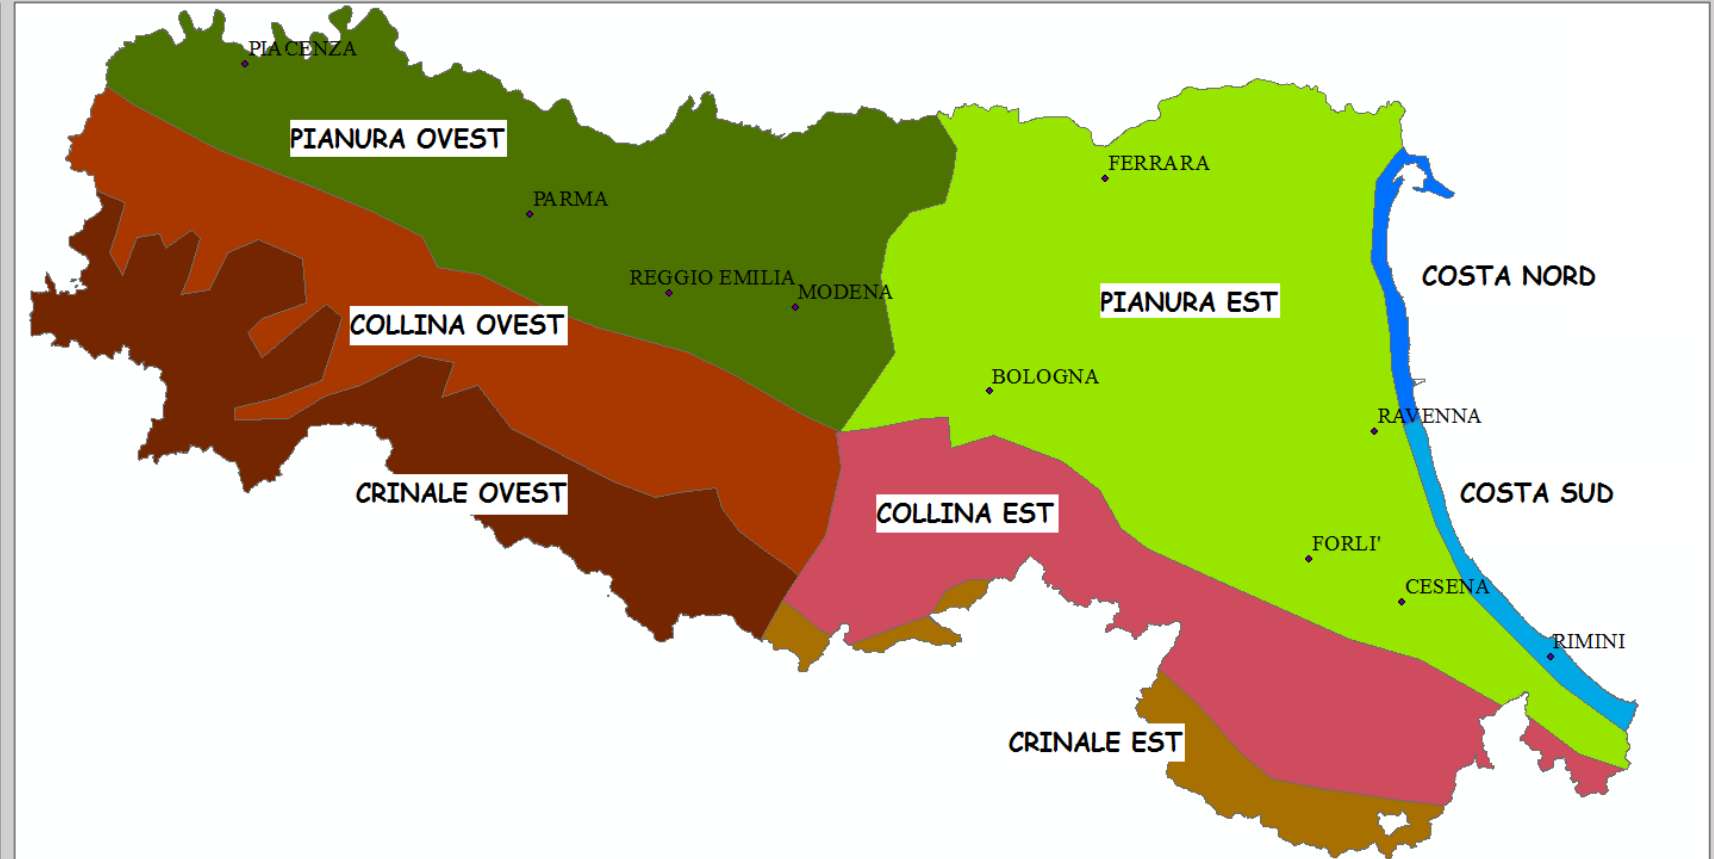 PIACENZA
PIANURA OVEST
FERRARA
PARMA
REGGIO EMILIA
MODENA
COSTA NORD
PIANURA EST
COLLINA OVEST
BOLOGNA
RAVENNA
CRINALE OVEST
COSTA SUD
COLLINA EST
FORLI'
CESENA
RIMINI
CRINALE EST